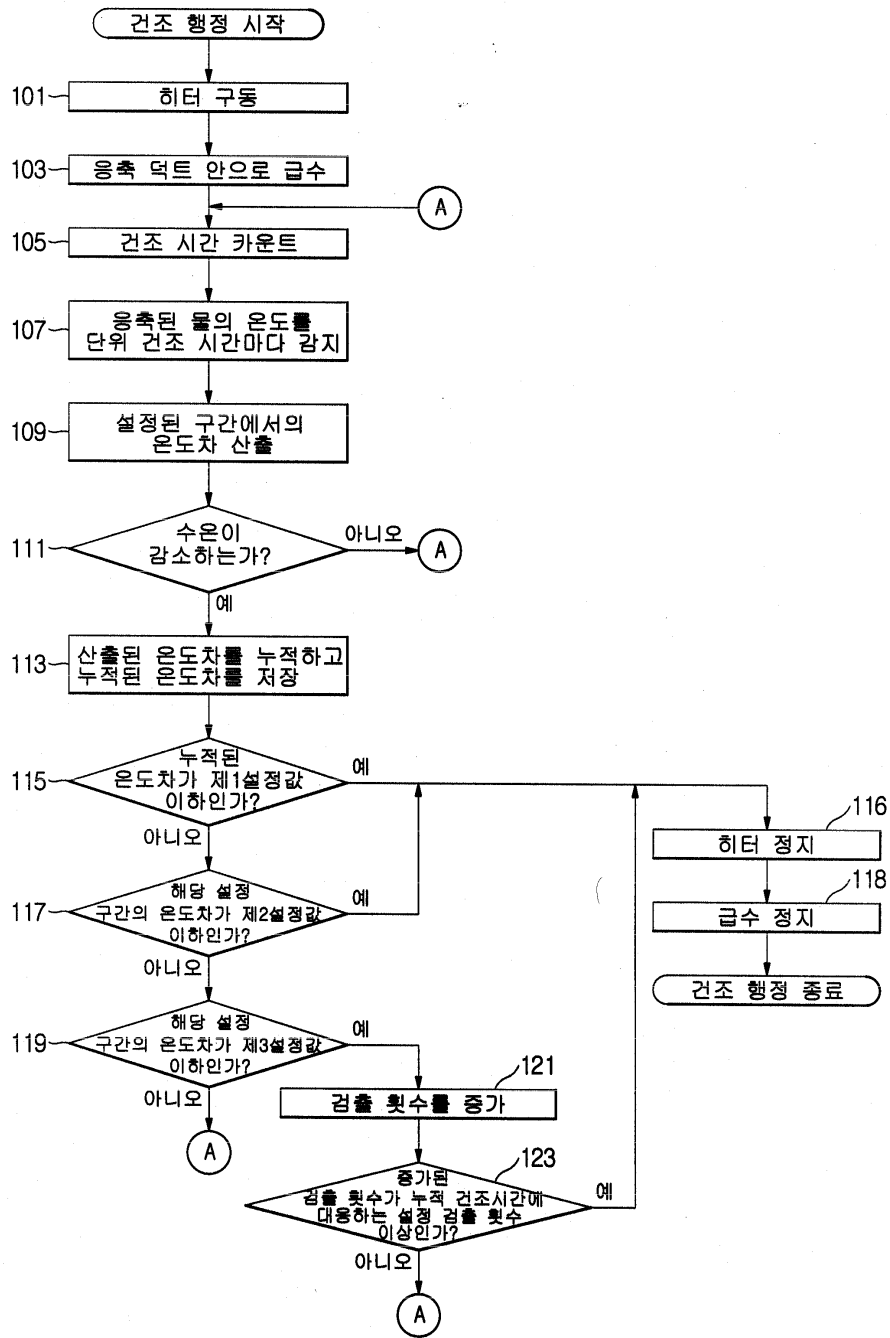 건조 행정 시작
101
히터 구동
103
응축 덕트 안으로 급수
A
105
건조 시간 카운트
107
응축된 물의 온도를
단위 건조 시간마다 감지
109
설정된 구간에서의
온도차 산출
111
수온이
감소하는가?
아니오
A
예
113
산출된 온도차를 누적하고
누적된 온도차를 저장
115
누적된
온도차가 제1설정값
이하인가?
예
아니오
116
히터 정지
117
해당 설정
구간의 온도차가 제2설정값
이하인가?
예
아니오
118
급수 정지
건조 행정 종료
119
해당 설정
구간의 온도차가 제3설정값
이하인가?
예
아니오
A
121
검출 횟수를 증가
123
증가된
검출 횟수가 누적 건조시간에
대응하는 설정 검출 횟수
이상인가?
예
아니오
A